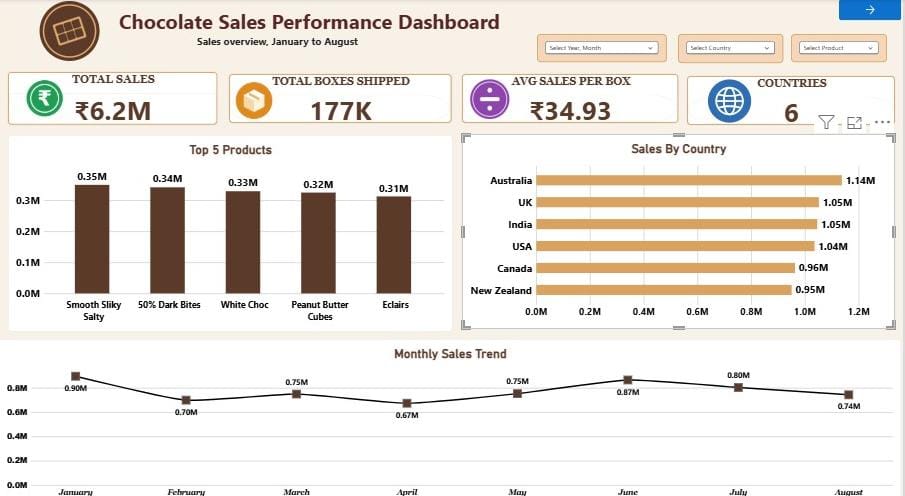 Chocolate Sales Performance Dashboard
Sales overview, January to August
Select Year, Month
Select Country
Select Product
TOTAL SALES
₹6.2M
TOTAL BOXES SHIPPED
177K
AVG SALES PER BOX
₹34.93
COUNTRIES
6
Top 5 Products
0.35M
0.34M
0.33M
0.32M
0.31M
0.3M
0.2M
0.1M
0.0M
Smooth Sliky
Salty
50% Dark Bites
White Choc
Peanut Butter
Cubes
Eclairs
Sales By Country
Australia 1.14M
UK 1.05M
India 1.05M
USA 1.04M
Canada 0.96M
New Zealand 0.95M
0.0M 0.2M 0.4M 0.6M 0.8M 1.0M 1.2M
Monthly Sales Trend
0.8M
0.6M
0.4M
0.2M
0.0M
0.90M
0.70M
0.75M
0.67M
0.75M
0.87M
0.80M
0.74M
January February March April May June July August